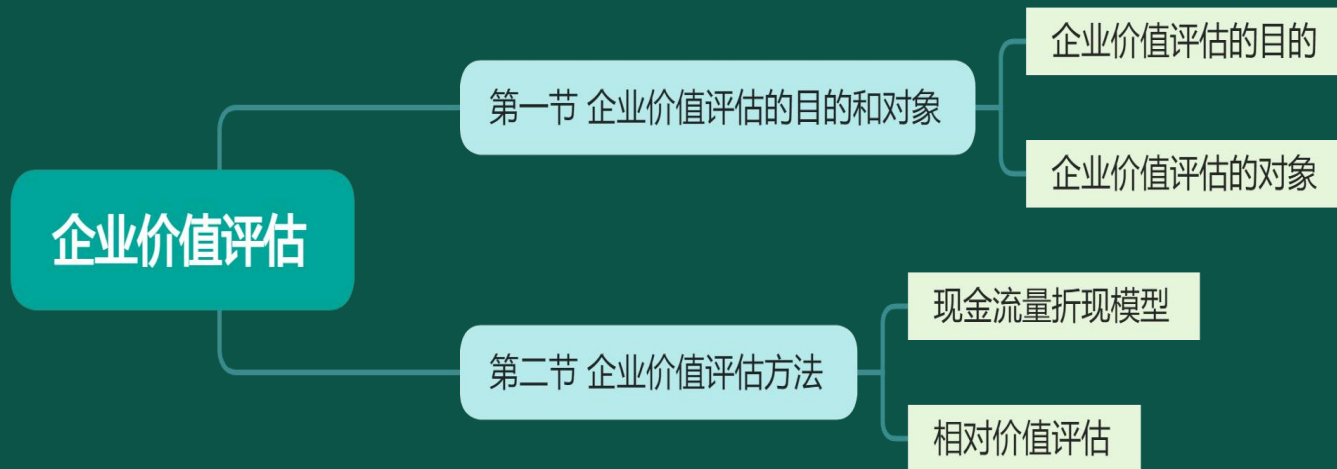 企业价值评估
第一节 企业价值评估的目的和对象
企业价值评估的目的
企业价值评估的对象
第二节 企业价值评估方法
现金流量折现模型
相对价值评估